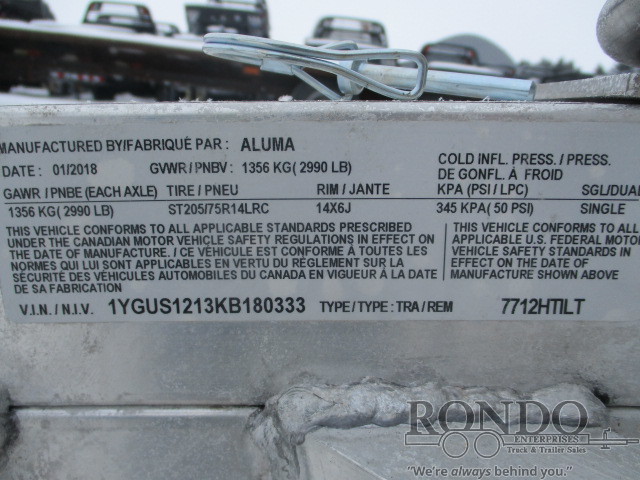 MANUFACTURED BY/FABRIQUÉ PAR: ALUMA
DATE: 01/2018 GVWR/PNBV: 1356 KG( 2990 LB)
COLD INFL. PRESS./PRESS.
DE GONFL. À FROID
GAWR/PNBE (EACH AXLE) TIRE/PNEU RIM/JANTE KPA (PSI/LPC) SGL/DUAL
1356 KG( 2990 LB) ST205/75R14LRC 14X6J 345 KPA( 50 PSI) SINGLE
THIS VEHICLE CONFORMS TO ALL APPLICABLE STANDARDS PRESCRIBED
UNDER THE CANADIAN MOTOR VEHICLE SAFETY REGULATIONS IN EFFECT ON
THE DATE OF MANUFACTURE. / CE VÉHICULE EST CONFORME À TOUTES LES
NORMES QUI LUI SONT APPLICABLES EN VERTU DU RÈGLEMENT SUR LA
SÉCURITÉ DES VÉHICULES AUTOMOBILES DU CANADA EN VIGUEUR À LA DATE
DE SA FABRICATION
THIS VEHICLE CONFORMS TO ALL
APPLICABLE U.S. FEDERAL MOTOR
VEHICLE SAFETY STANDARDS IN
EFFECT ON THE DATE OF
MANUFACTURE SHOWN ABOVE
V.I.N./N.I.V. 1YGUS1213KB180333 TYPE/TYPE: TRA/REM 7712HTILT
RONDO
ENTERPRISES
Truck & Trailer Sales
"We're always behind you."